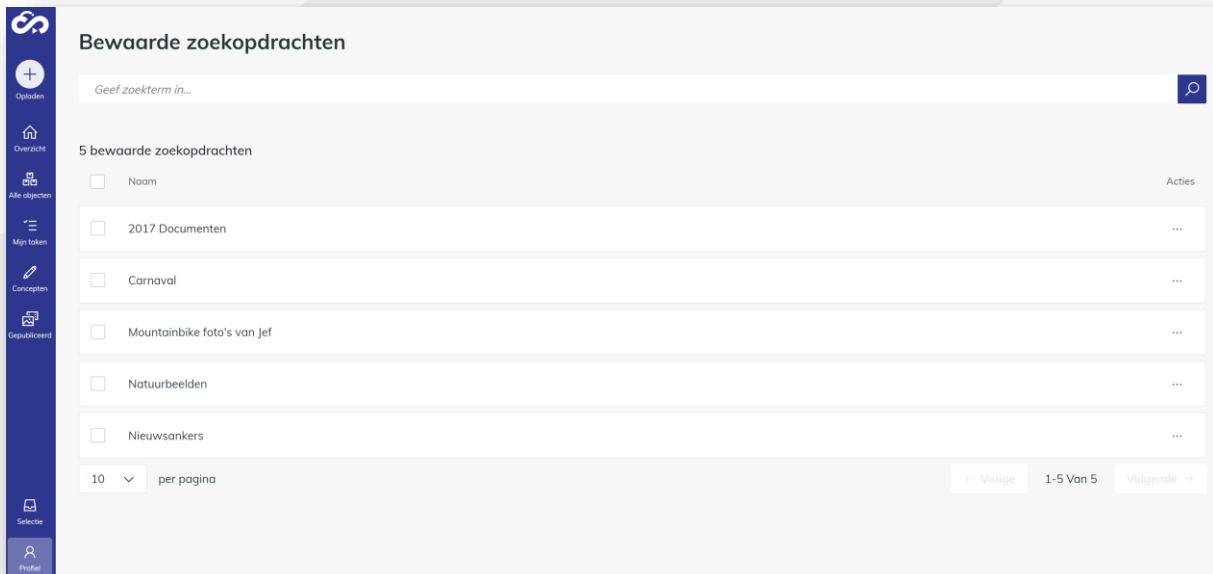 Bewaarde zoekopdrachten
Geef zoekterm in...
Opladen
Overzicht
Alle objecten
Mijn taken
Concepten
Gepubliceerd
Selectie
Profiel
5 bewaarde zoekopdrachten
Naam Acties
2017 Documenten ...
Carnaval ...
Mountainbike foto's van Jef ...
Natuurbeelden ...
Nieuwsankers ...
10 per pagina ← Vorige 1-5 Van 5 Volgende →